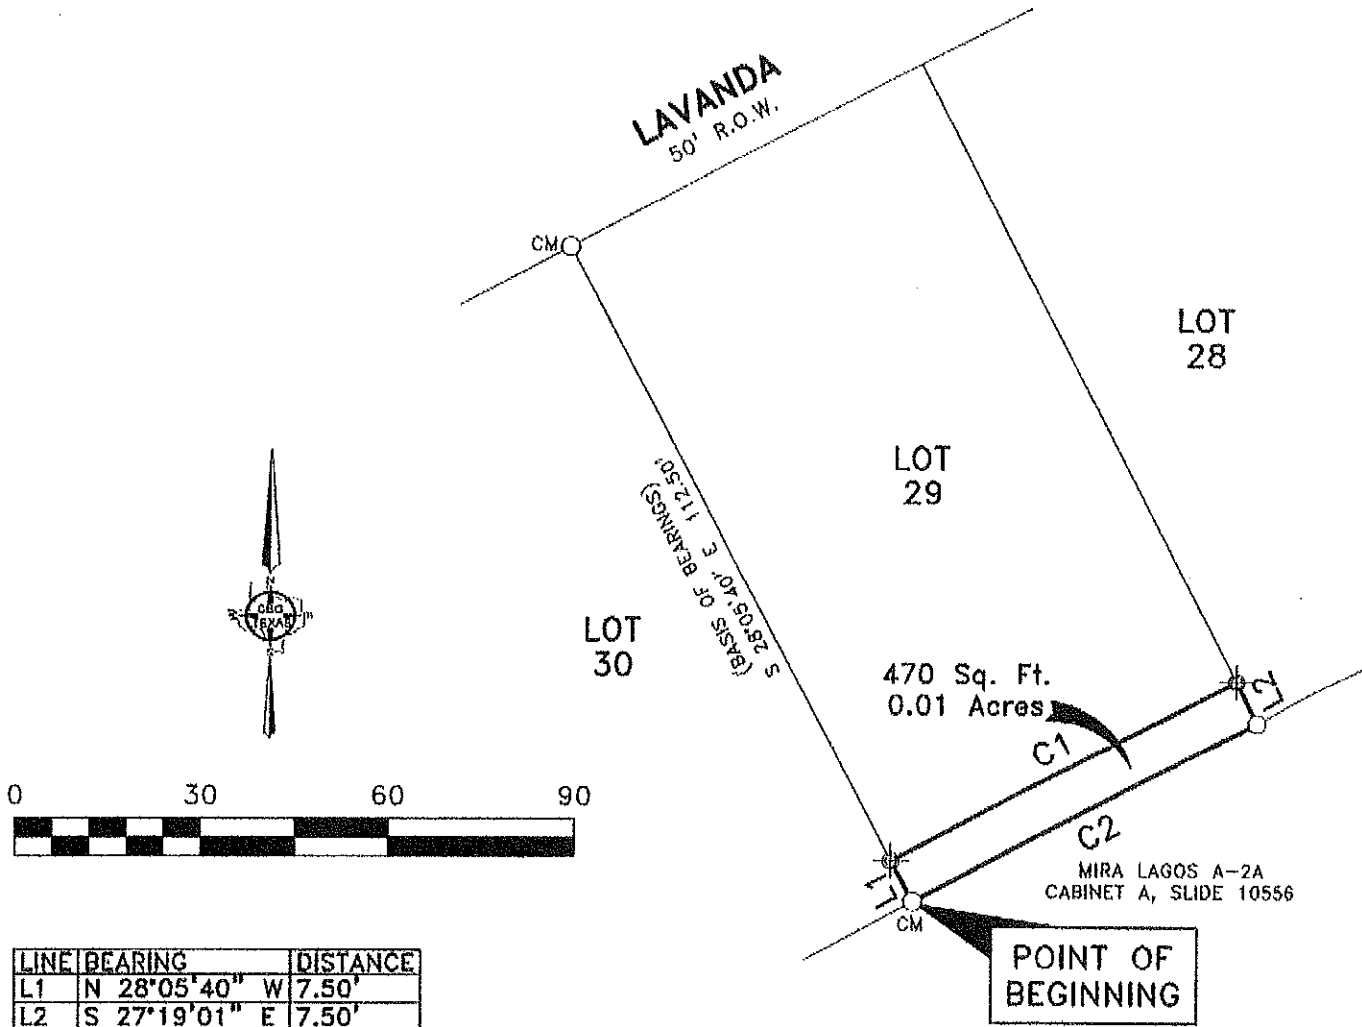 LAVANDA
50' R.O.W.
CM
LOT
28
LOT
29
S 28°05'40" E 112.50'
(BASIS OF BEARINGS)
LOT
30
N
TEXAS
S
470 Sq. Ft.
0.01 Acres
L2
C1
C2
L1
CM
MIRA LAGOS A-2A
CABINET A, SLIDE 10556
POINT OF
BEGINNING
0 30 60 90
LINE BEARING DISTANCE
L1 N 28°05'40" W 7.50'
L2 S 27°19'01" E 7.50'